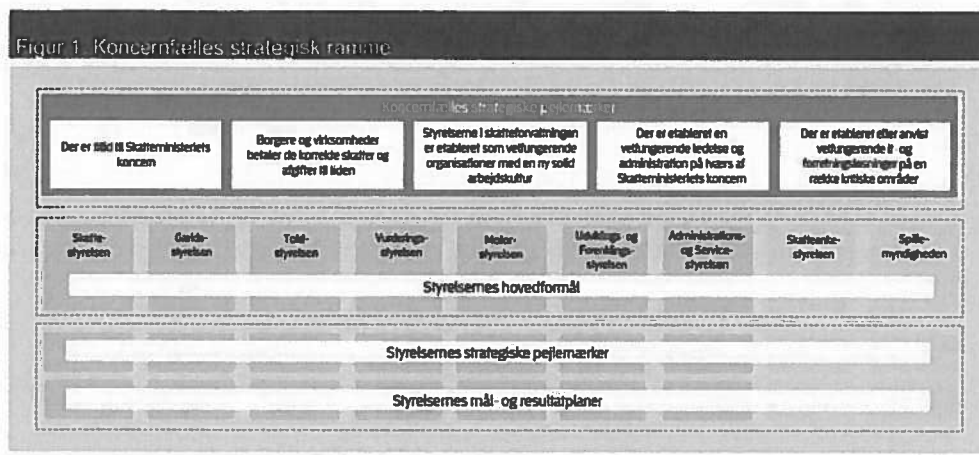 Figur 1. Koncernfælles strategisk ramme
Koncernfælles strategiske pejlemærker
Der er tillid til Skatteministeriets
koncern
Borgere og virksomheder
betaler de korrekte skatter og
afgifter til tiden
Styrelserne i skatteforvaltningen
er etableret som velfungerende
organisationer med en ny solid
arbejdskultur
Der er etableret en
velfungerende ledelse og
administration på tværs af
Skatteministeriets koncern
Der er etableret eller anvist
velfungerende it- og
forretningsløsninger på en
række kritiske områder
Skatte-
styrelsen
Gælds-
styrelsen
Told-
styrelsen
Vurderings-
styrelsen
Motor-
styrelsen
Udviklings- og
Forenklings-
styrelsen
Administrations-
og Service-
styrelsen
Skatteanke-
styrelsen
Spille-
myndigheden
Styrelsernes hovedformål
Styrelsernes strategiske pejlemærker
Styrelsernes mål- og resultatplaner